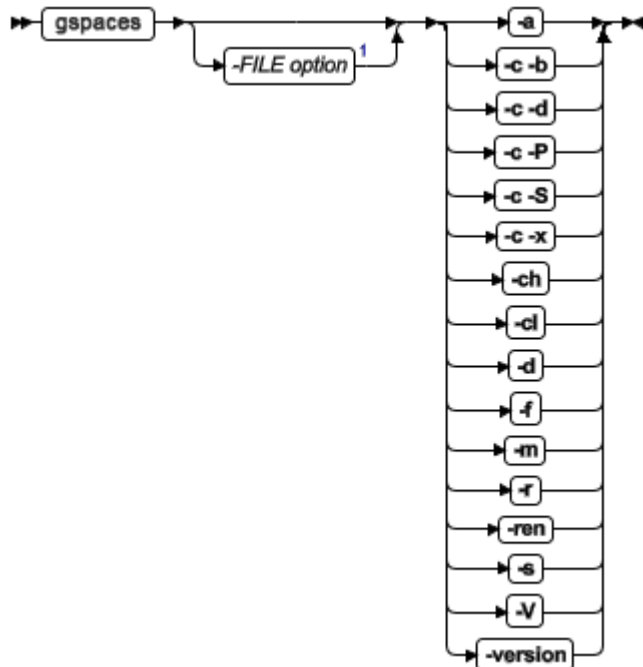 gspaces -a
-FILE option 1
-c -b
-c -d
-c -P
-c -S
-c -x
-ch
-cl
-d
-f
-m
-r
-ren
-s
-V
-version